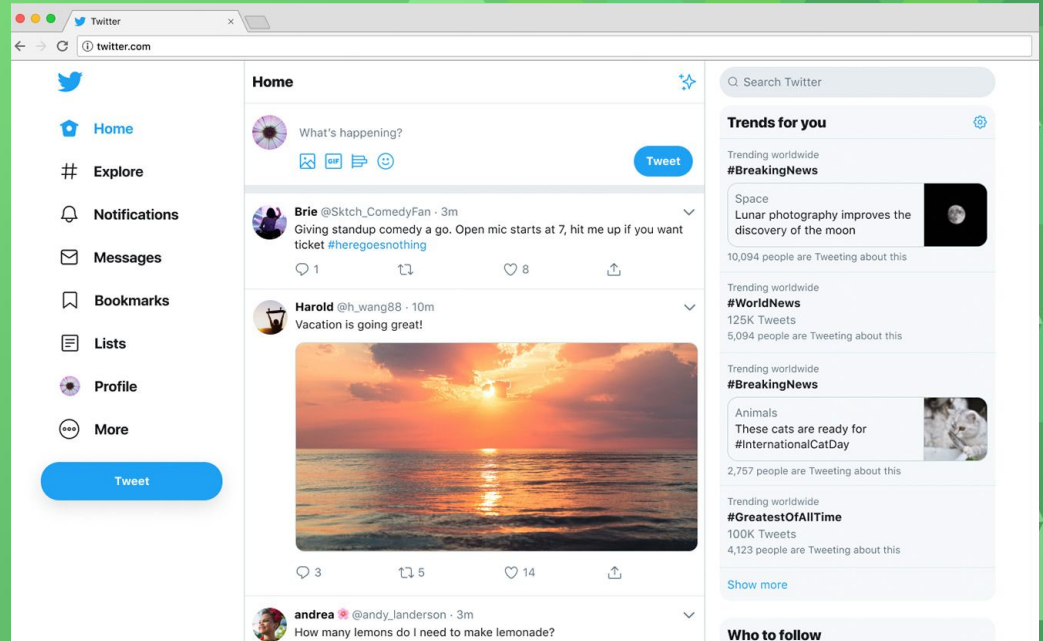 Twitter
twitter.com
Home
Explore
Notifications
Messages
Bookmarks
Lists
Profile
More
Tweet
Home
What's happening?
GIF
Tweet
Brie @Sktch_ComedyFan · 3m
Giving standup comedy a go. Open mic starts at 7, hit me up if you want
ticket #heregoesnothing
1
8
Harold @h_wang88 · 10m
Vacation is going great!
3
5
14
andrea 🌸 @andy_landerson · 3m
How many lemons do I need to make lemonade?
Search Twitter
Trends for you
Trending worldwide
#BreakingNews
Space
Lunar photography improves the
discovery of the moon
10,094 people are Tweeting about this
Trending worldwide
#WorldNews
125K Tweets
5,094 people are Tweeting about this
Trending worldwide
#BreakingNews
Animals
These cats are ready for
#InternationalCatDay
2,757 people are Tweeting about this
Trending worldwide
#GreatestOfAllTime
100K Tweets
4,123 people are Tweeting about this
Show more
Who to follow